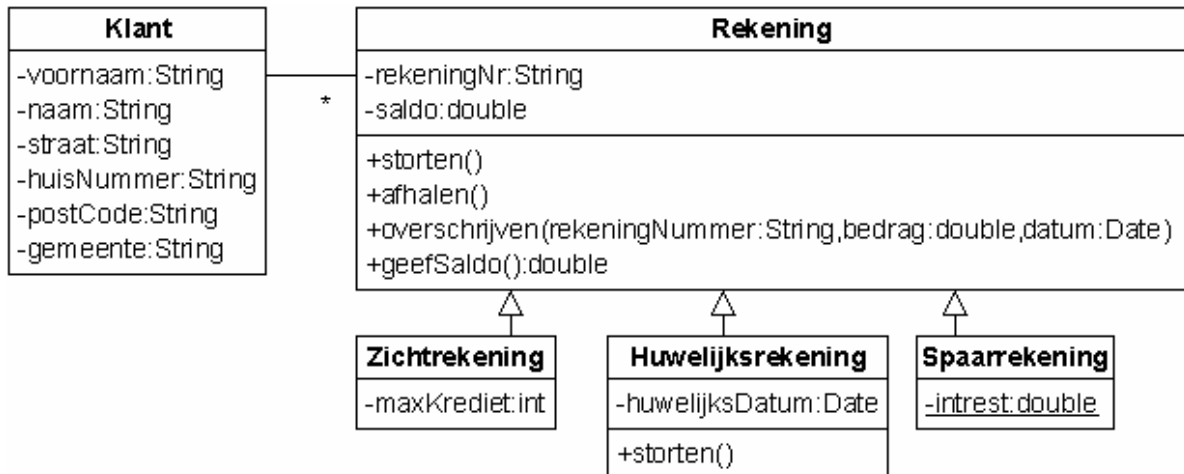 Klant
-voornaam:String
-naam:String
-straat:String
-huisNummer:String
-postCode:String
-gemeente:String
*
Rekening
-rekeningNr:String
-saldo:double
+storten()
+afhalen()
+overschrijven(rekeningNummer:String,bedrag:double,datum:Date)
+geefSaldo():double
Zichtrekening
-maxKrediet:int
Huwelijksrekening
-huwelijksDatum:Date
+storten()
Spaarrekening
-intrest:double